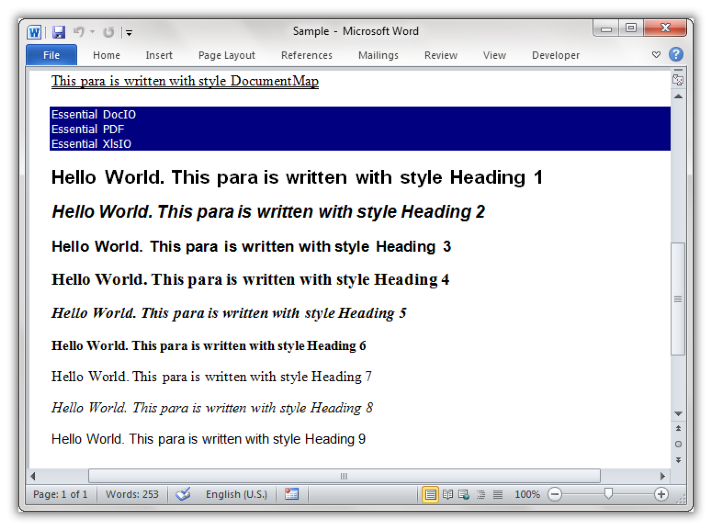 Sample - Microsoft Word
File Home Insert Page Layout References Mailings Review View Developer
This para is written with style DocumentMap
Essential DocIO
Essential PDF
Essential XlsIO
Hello World. This para is written with style Heading 1
Hello World. This para is written with style Heading 2
Hello World. This para is written with style Heading 3
Hello World. This para is written with style Heading 4
Hello World. This para is written with style Heading 5
Hello World. This para is written with style Heading 6
Hello World. This para is written with style Heading 7
Hello World. This para is written with style Heading 8
Hello World. This para is written with style Heading 9
Page: 1 of 1 Words: 253 English (U.S.) 100%